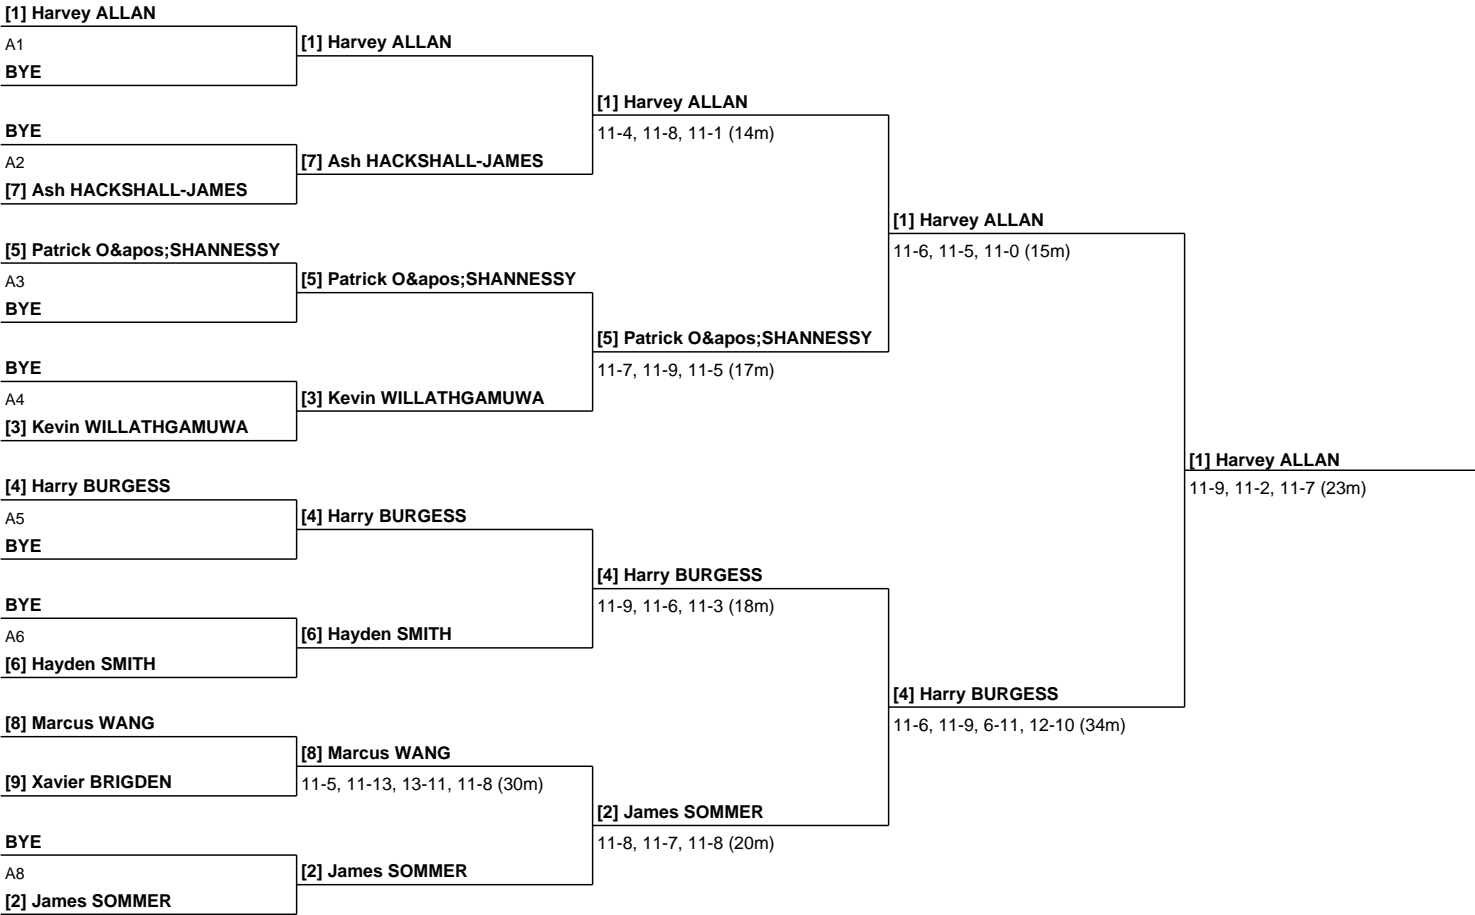 [1] Harvey ALLAN
A1
BYE
BYE
A2
[7] Ash HACKSHALL-JAMES
[5] Patrick O&apos;SHANNESSY
A3
BYE
BYE
A4
[3] Kevin WILLATHGAMUWA
[4] Harry BURGESS
A5
BYE
BYE
A6
[6] Hayden SMITH
[8] Marcus WANG
[9] Xavier BRIGDEN
BYE
A8
[2] James SOMMER
[1] Harvey ALLAN
[7] Ash HACKSHALL-JAMES
[5] Patrick O&apos;SHANNESSY
[3] Kevin WILLATHGAMUWA
[4] Harry BURGESS
[6] Hayden SMITH
[8] Marcus WANG
11-5, 11-13, 13-11, 11-8 (30m)
[2] James SOMMER
[1] Harvey ALLAN
11-4, 11-8, 11-1 (14m)
[5] Patrick O&apos;SHANNESSY
11-7, 11-9, 11-5 (17m)
[4] Harry BURGESS
11-9, 11-6, 11-3 (18m)
[2] James SOMMER
11-8, 11-7, 11-8 (20m)
[1] Harvey ALLAN
11-6, 11-5, 11-0 (15m)
[4] Harry BURGESS
11-6, 11-9, 6-11, 12-10 (34m)
[1] Harvey ALLAN
11-9, 11-2, 11-7 (23m)